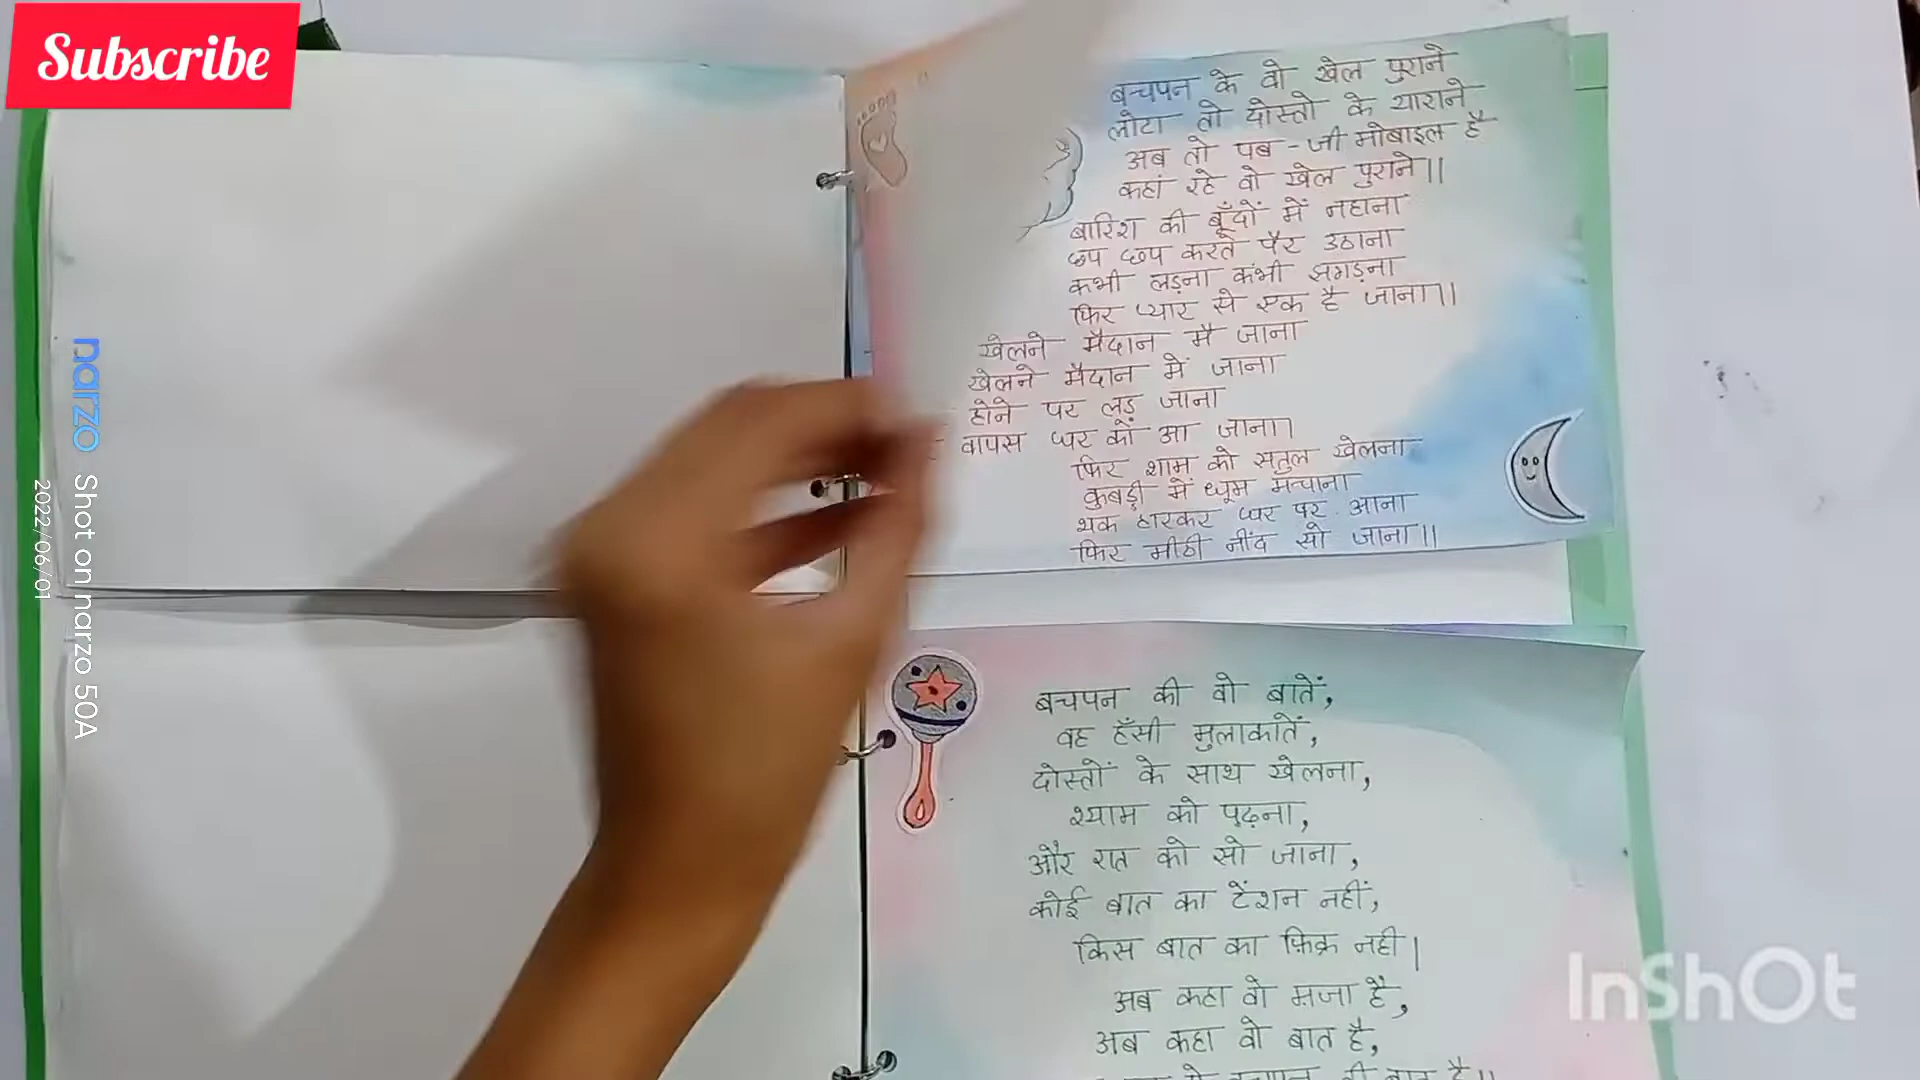 Subscribe
बचपन के वो खेल पुराने
लोटा तो दोस्तो के याराने
अब तो पब-जी मोबाइल है
कहां रहे वो खेल पुराने॥
बारिश की बूँदों में नहाना
छप छप करते पैर उठाना
कभी लड़ना कभी झगड़ना
फिर प्यार से एक है जाना॥
खेलने मैदान मै जाना
खेलने मैदान में जाना
होने पर लड़ जाना
वापस घर को आ जाना।
फिर शाम को सतुल खेलना
कुबड़ी में धूम मचाना
थक हारकर घर पर आना
फिर मीठी नींद सो जाना॥
बचपन की वो बातें,
वह हँसी मुलाकातें,
दोस्तों के साथ खेलना,
श्याम को पढ़ना,
और रात को सो जाना,
कोई बात का टेंशन नहीं,
किस बात का फ़िक्र नही।
अब कहा वो मज़ा है,
अब कहा वो बात है,
narzo Shot on narzo 50A
2022/06/01
InShOt